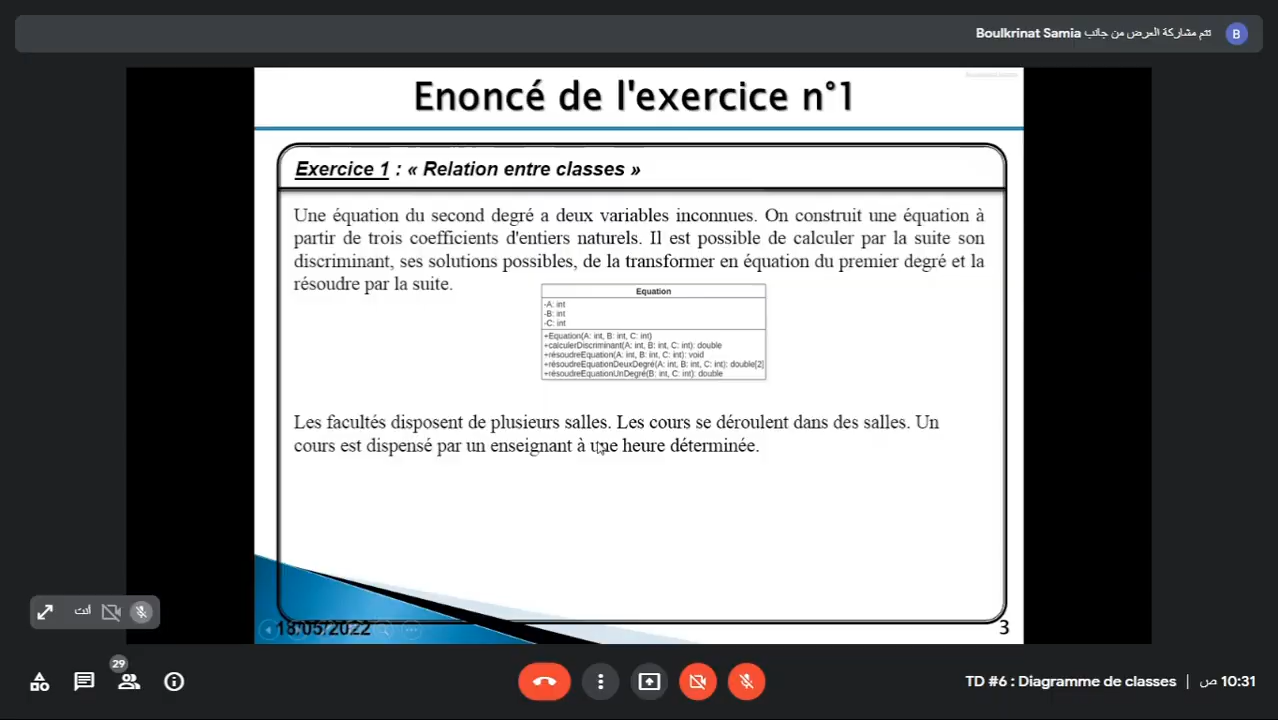 تتم مشاركة العرض من جانب Boulkrinat Samia
B
Enoncé de l'exercice n°1
Exercice 1 : « Relation entre classes »
Une équation du second degré a deux variables inconnues. On construit une équation à
partir de trois coefficients d'entiers naturels. Il est possible de calculer par la suite son
discriminant, ses solutions possibles, de la transformer en équation du premier degré et la
résoudre par la suite.
Equation
-A: int
-B: int
-C: int
+Equation(A: int, B: int, C: int)
+calculerDiscriminant(A: int, B: int, C: int): double
+résoudreEquation(A: int, B: int, C: int): void
+résoudreEquationDeuxDegré(A: int, B: int, C: int): double[2]
+résoudreEquationUnDegré(B: int, C: int): double
Les facultés disposent de plusieurs salles. Les cours se déroulent dans des salles. Un
cours est dispensé par un enseignant à une heure déterminée.
أنت
18/05/2022
3
29
TD #6 : Diagramme de classes | 10:31 ص